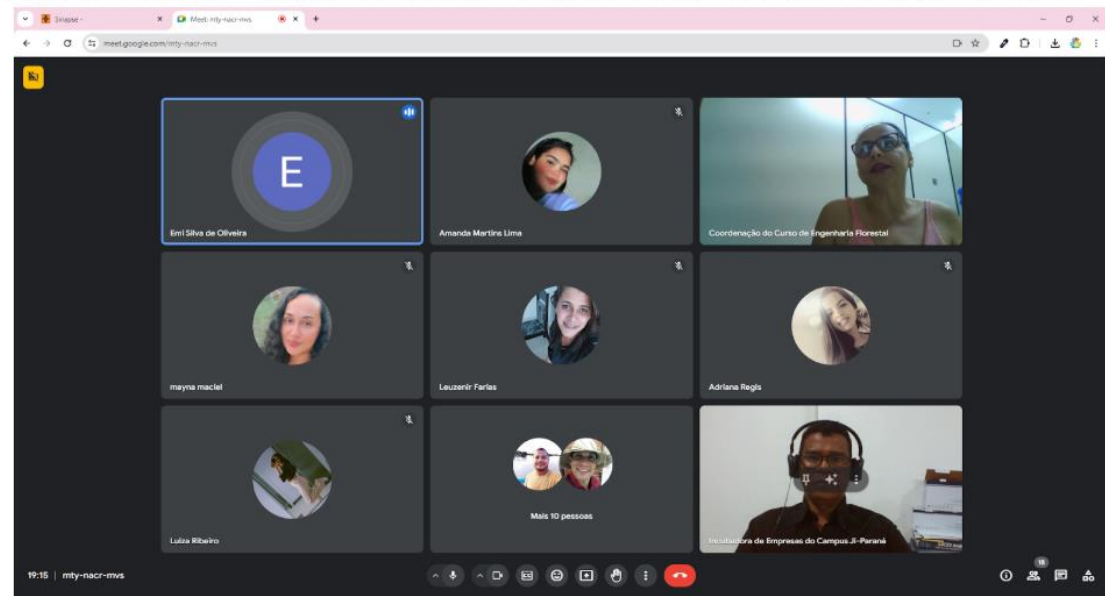 Sinapse -
Meet: mty-nacr-mvs
meet.google.com/mty-nacr-mvs
E
Emi Silva de Oliveira
Amanda Martins Lima
Coordenação do Curso de Engenharia Florestal
mayna maciel
Leuzenir Farias
Adriana Regis
Luiza Ribeiro
Mais 10 pessoas
Incubadora de Empresas do Campus Ji-Paraná
19:15 | mty-nacr-mvs
18